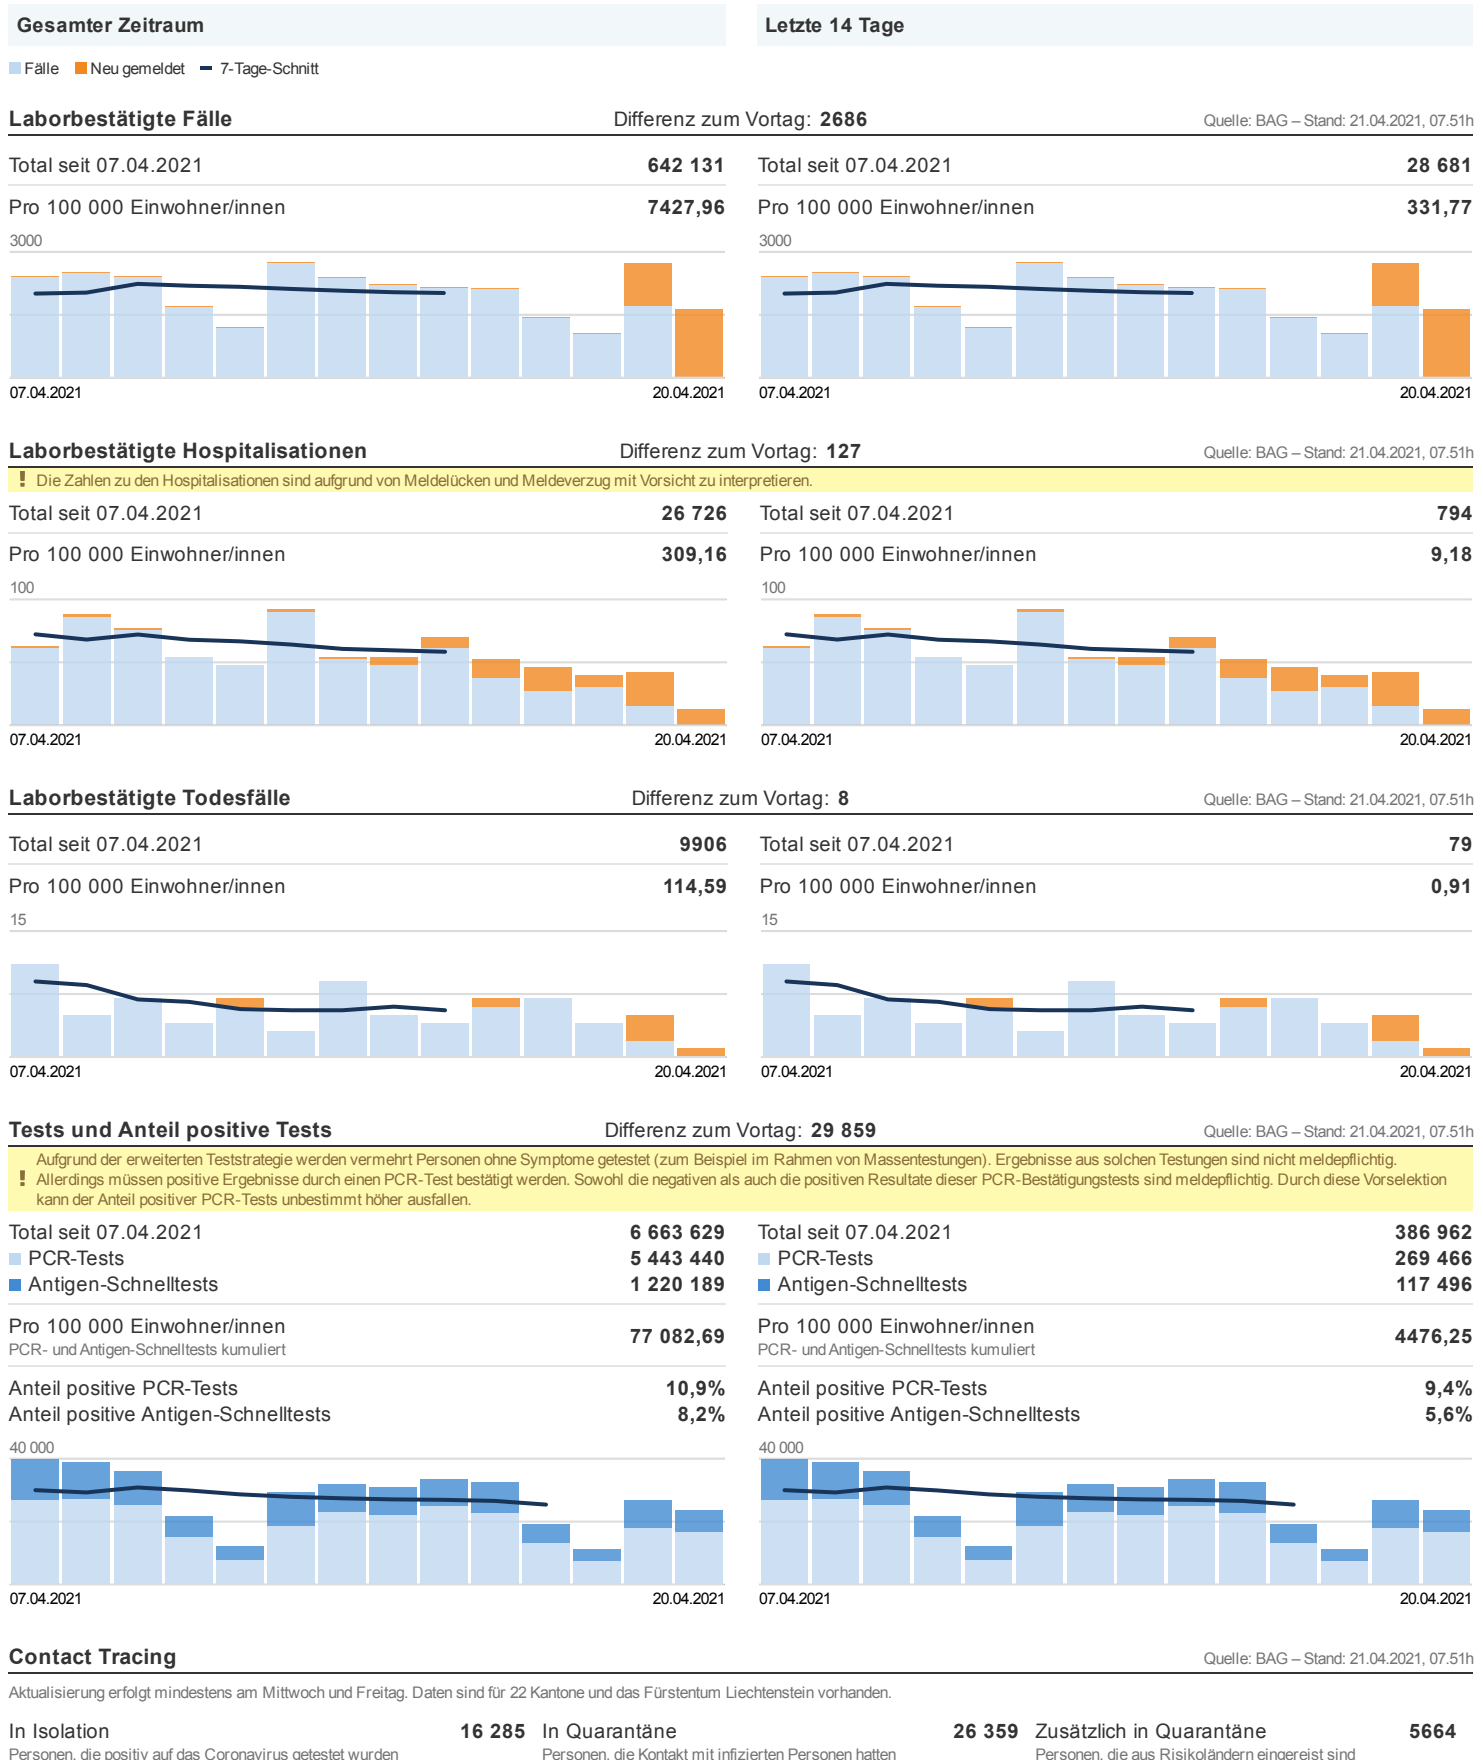 Gesamter Zeitraum
Letzte 14 Tage
Fälle Neu gemeldet 7-Tage-Schnitt
Laborbestätigte Fälle
Differenz zum Vortag: 2686
Quelle: BAG – Stand: 21.04.2021, 07.51h
Total seit 07.04.2021 642 131
Pro 100 000 Einwohner/innen 7427,96
3000
07.04.2021 20.04.2021
Total seit 07.04.2021 28 681
Pro 100 000 Einwohner/innen 331,77
3000
07.04.2021 20.04.2021
Laborbestätigte Hospitalisationen
Differenz zum Vortag: 127
Quelle: BAG – Stand: 21.04.2021, 07.51h
! Die Zahlen zu den Hospitalisationen sind aufgrund von Meldelücken und Meldeverzug mit Vorsicht zu interpretieren.
Total seit 07.04.2021 26 726
Pro 100 000 Einwohner/innen 309,16
100
07.04.2021 20.04.2021
Total seit 07.04.2021 794
Pro 100 000 Einwohner/innen 9,18
100
07.04.2021 20.04.2021
Laborbestätigte Todesfälle
Differenz zum Vortag: 8
Quelle: BAG – Stand: 21.04.2021, 07.51h
Total seit 07.04.2021 9906
Pro 100 000 Einwohner/innen 114,59
15
07.04.2021 20.04.2021
Total seit 07.04.2021 79
Pro 100 000 Einwohner/innen 0,91
15
07.04.2021 20.04.2021
Tests und Anteil positive Tests
Differenz zum Vortag: 29 859
Quelle: BAG – Stand: 21.04.2021, 07.51h
Aufgrund der erweiterten Teststrategie werden vermehrt Personen ohne Symptome getestet (zum Beispiel im Rahmen von Massentestungen). Ergebnisse aus solchen Testungen sind nicht meldepflichtig.
! Allerdings müssen positive Ergebnisse durch einen PCR-Test bestätigt werden. Sowohl die negativen als auch die positiven Resultate dieser PCR-Bestätigungstests sind meldepflichtig. Durch diese Vorselektion
kann der Anteil positiver PCR-Tests unbestimmt höher ausfallen.
Total seit 07.04.2021 6 663 629
PCR-Tests 5 443 440
Antigen-Schnelltests 1 220 189
Pro 100 000 Einwohner/innen 77 082,69
PCR- und Antigen-Schnelltests kumuliert
Anteil positive PCR-Tests 10,9%
Anteil positive Antigen-Schnelltests 8,2%
40 000
07.04.2021 20.04.2021
Total seit 07.04.2021 386 962
PCR-Tests 269 466
Antigen-Schnelltests 117 496
Pro 100 000 Einwohner/innen 4476,25
PCR- und Antigen-Schnelltests kumuliert
Anteil positive PCR-Tests 9,4%
Anteil positive Antigen-Schnelltests 5,6%
40 000
07.04.2021 20.04.2021
Contact Tracing
Quelle: BAG – Stand: 21.04.2021, 07.51h
Aktualisierung erfolgt mindestens am Mittwoch und Freitag. Daten sind für 22 Kantone und das Fürstentum Liechtenstein vorhanden.
In Isolation 16 285
Personen, die positiv auf das Coronavirus getestet wurden
In Quarantäne 26 359
Personen, die Kontakt mit infizierten Personen hatten
Zusätzlich in Quarantäne 5664
Personen, die aus Risikoländern eingereist sind